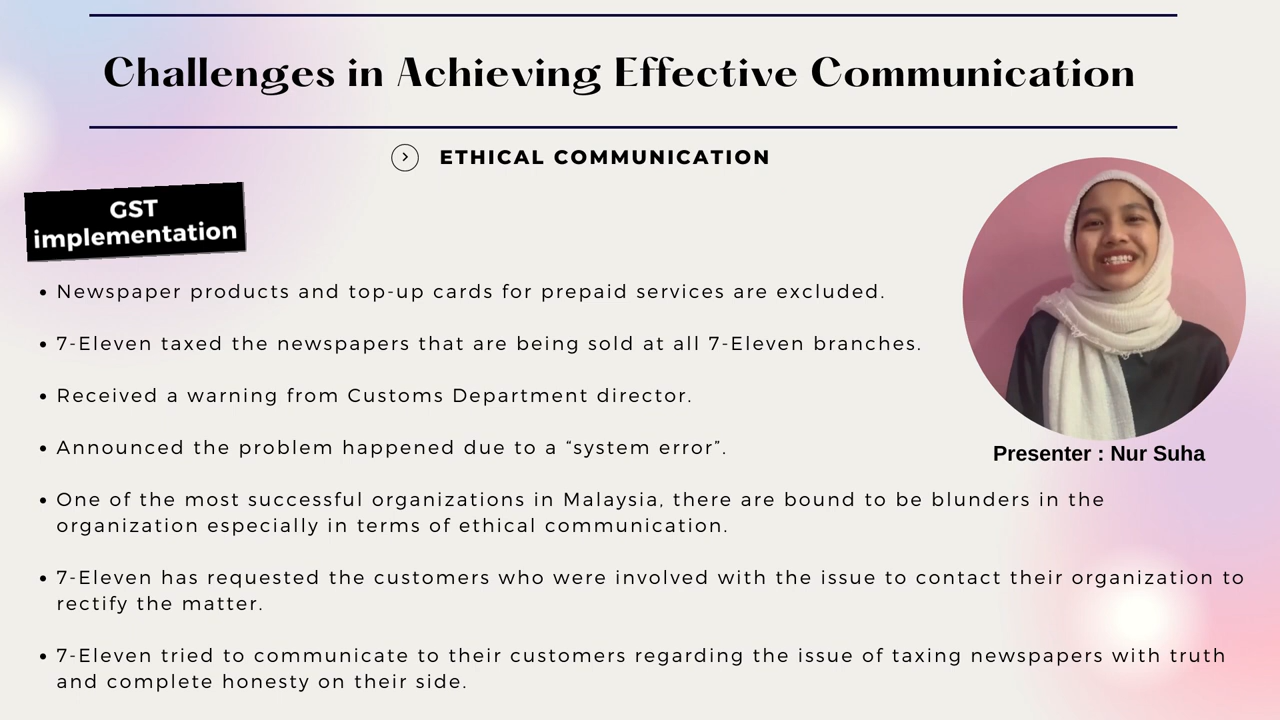 Challenges in Achieving Effective Communication
ETHICAL COMMUNICATION
GST
implementation
• Newspaper products and top-up cards for prepaid services are excluded.
• 7-Eleven taxed the newspapers that are being sold at all 7-Eleven branches.
• Received a warning from Customs Department director.
• Announced the problem happened due to a “system error”.
• One of the most successful organizations in Malaysia, there are bound to be blunders in the
organization especially in terms of ethical communication.
• 7-Eleven has requested the customers who were involved with the issue to contact their organization to
rectify the matter.
• 7-Eleven tried to communicate to their customers regarding the issue of taxing newspapers with truth
and complete honesty on their side.
Presenter : Nur Suha